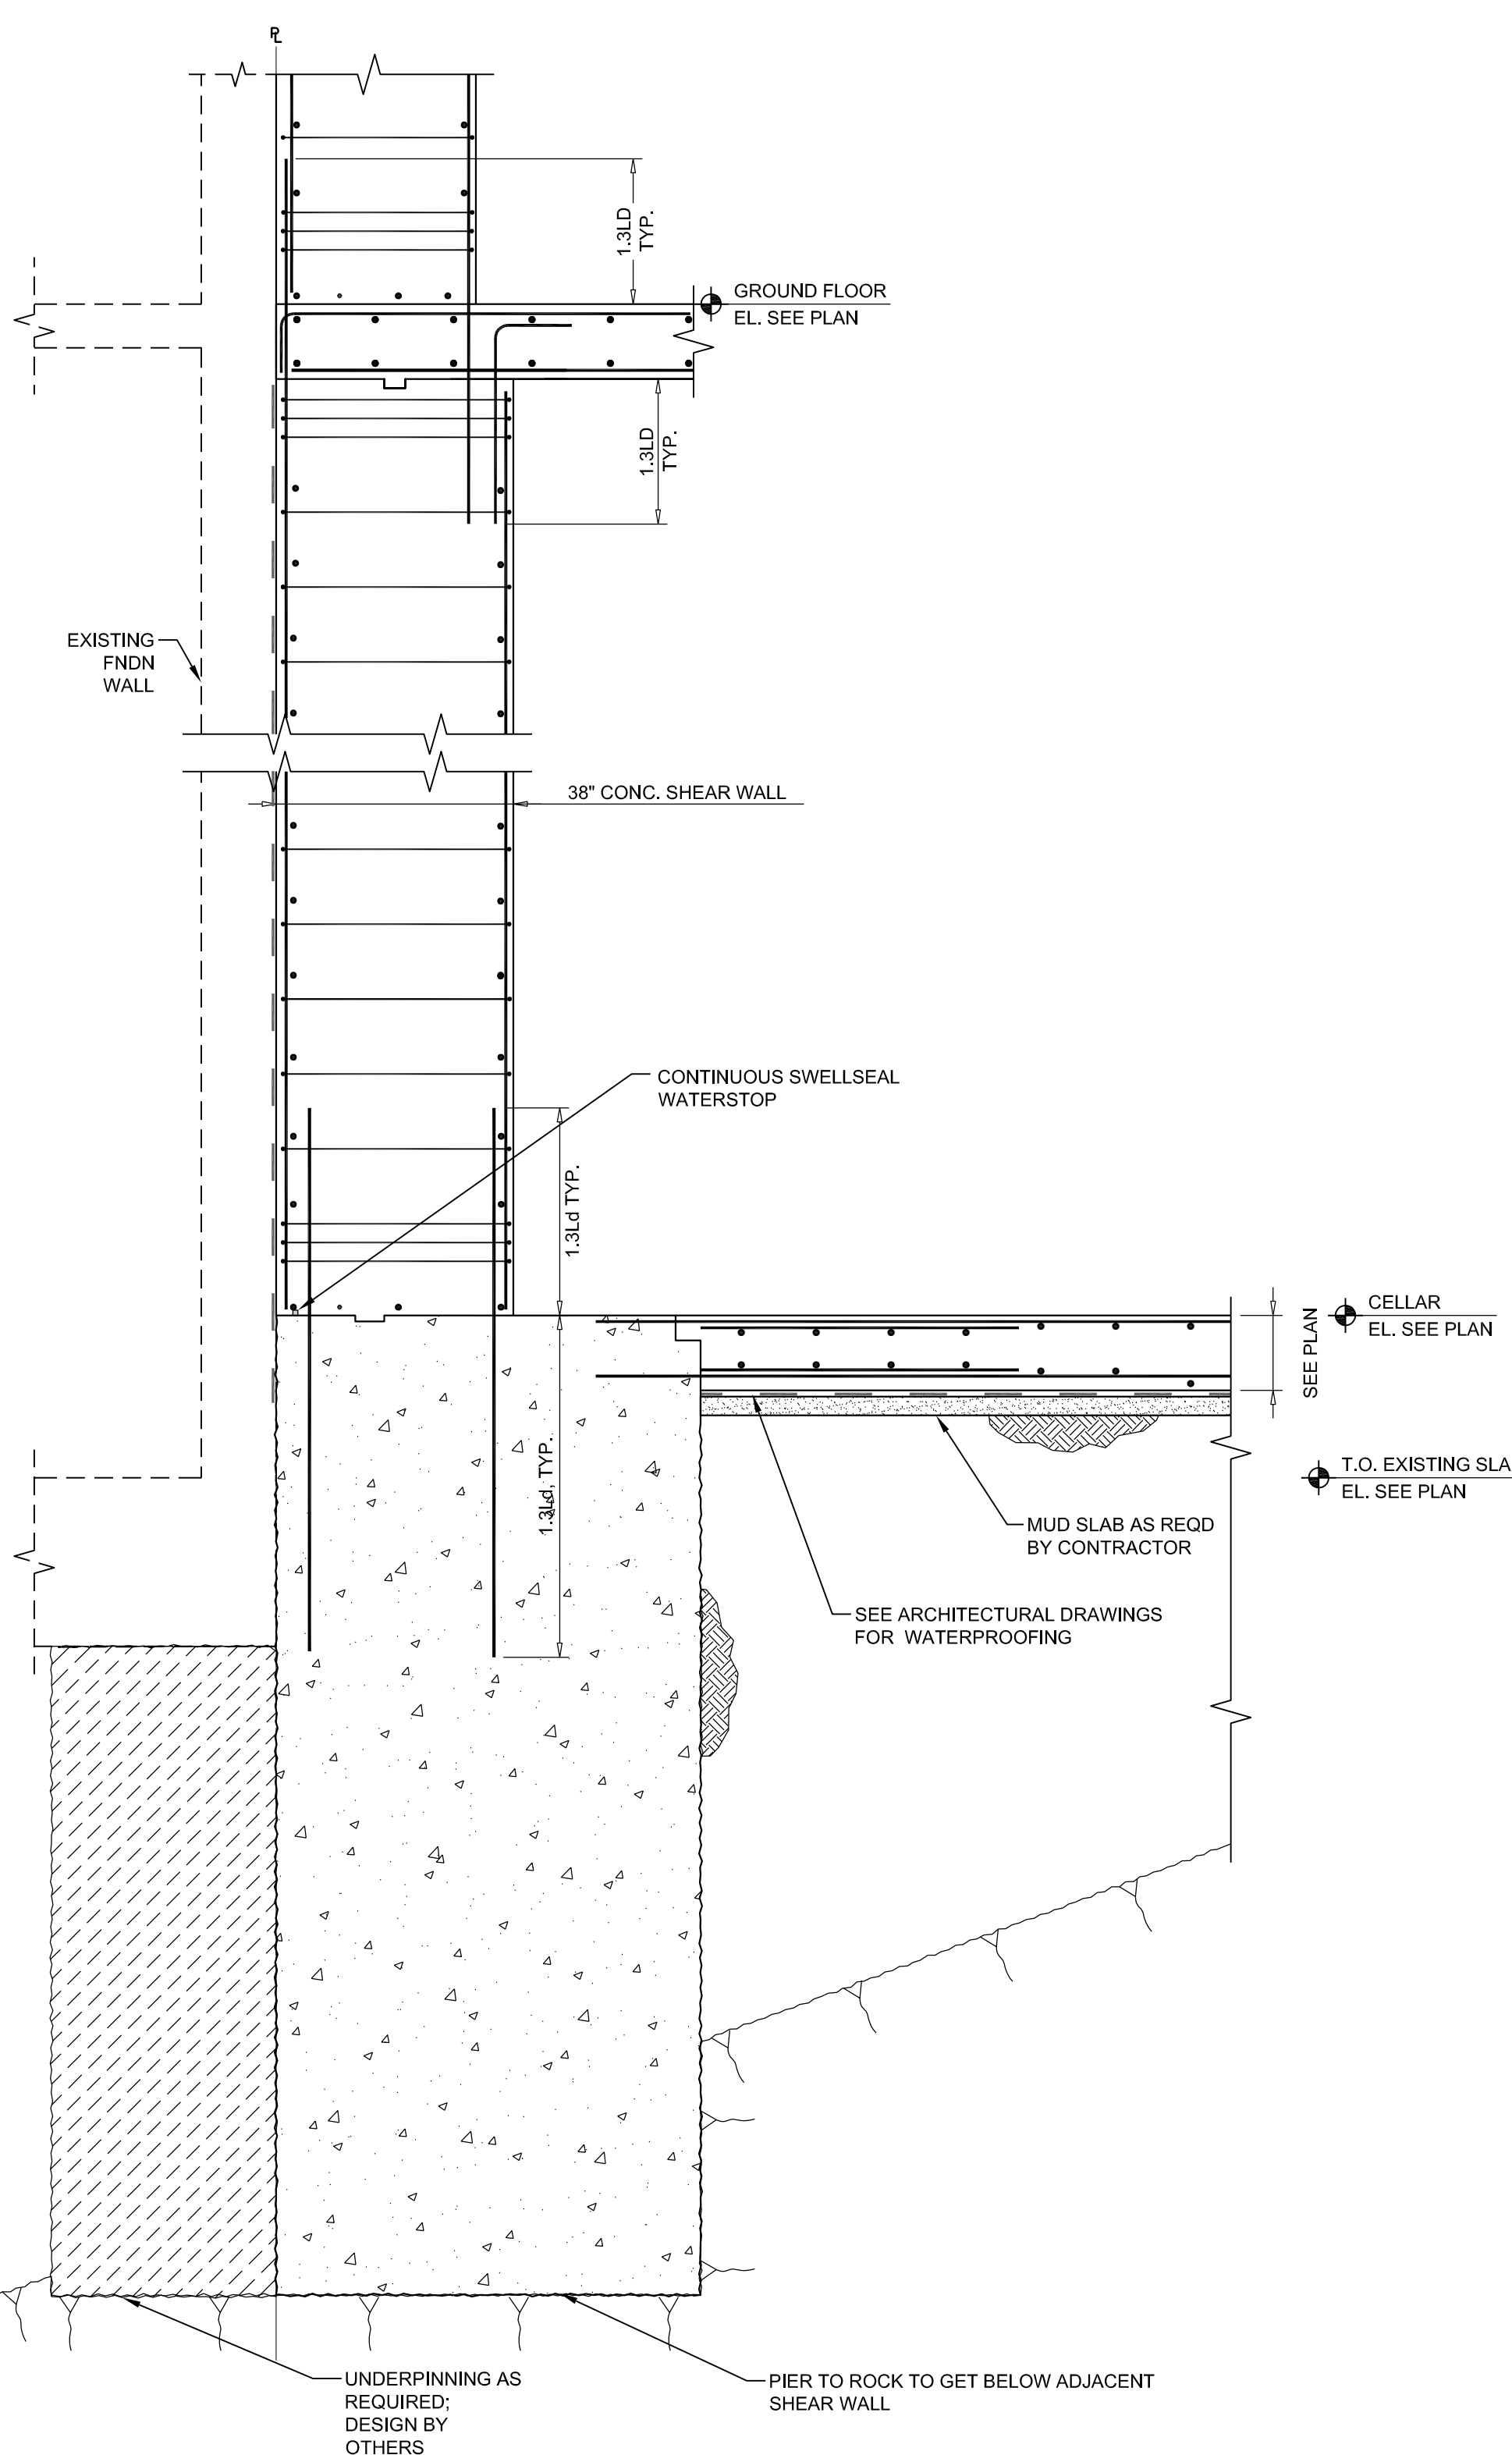 PL
1.3LD
TYP.
GROUND FLOOR
EL. SEE PLAN
1.3LD
TYP.
EXISTING
FNDN
WALL
38" CONC. SHEAR WALL
CONTINUOUS SWELLSEAL
WATERSTOP
1.3Ld TYP.
CELLAR
EL. SEE PLAN
SEE PLAN
1.3Ld, TYP.
T.O. EXISTING SLA
EL. SEE PLAN
MUD SLAB AS REQD
BY CONTRACTOR
SEE ARCHITECTURAL DRAWINGS
FOR WATERPROOFING
UNDERPINNING AS
REQUIRED;
DESIGN BY
OTHERS
PIER TO ROCK TO GET BELOW ADJACENT
SHEAR WALL